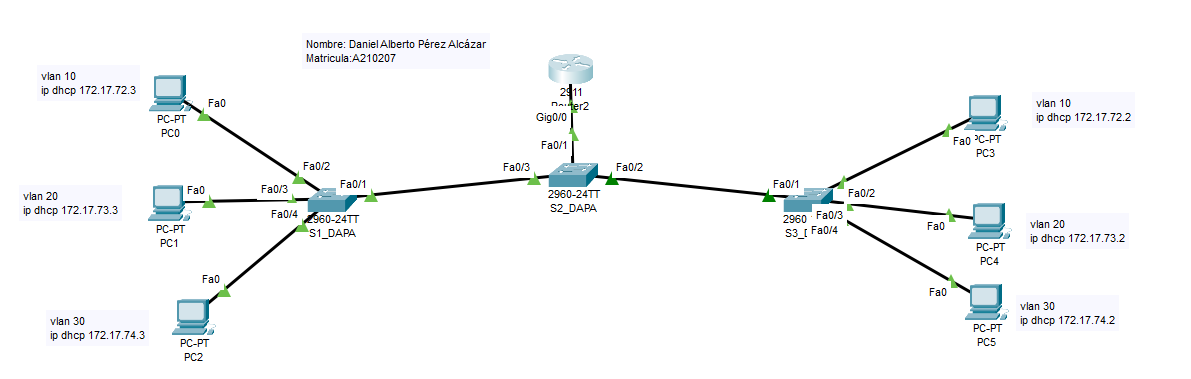 Nombre: Daniel Alberto Pérez Alcázar
Matricula:A210207
vlan 10
ip dhcp 172.17.72.3
Fa0
PC-PT
PC0
2911
Gig0/0
Fa0/1
vlan 10
ip dhcp 172.17.72.2
Fa0
PC-PT
PC3
Fa0/2
Fa0/3
Fa0/4
Fa0/1
vlan 20
ip dhcp 172.17.73.3
Fa0
PC-PT
PC1
2960-24TT
S1_DAPA
Fa0/3
Fa0/2
2960-24TT
S2_DAPA
Fa0/1
Fa0/2
Fa0/3
Fa0/4
2960
vlan 20
ip dhcp 172.17.73.2
Fa0
PC-PT
PC4
vlan 30
ip dhcp 172.17.74.3
Fa0
PC-PT
PC2
vlan 30
ip dhcp 172.17.74.2
Fa0
PC-PT
PC5